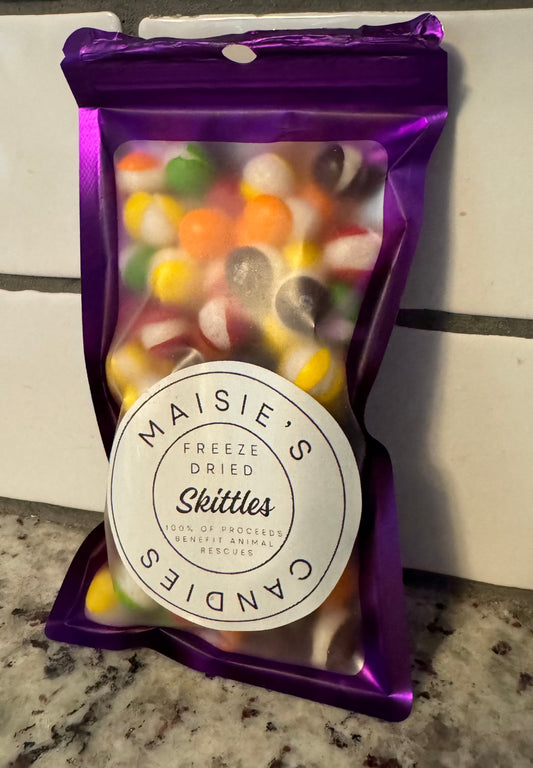 MAISIE'S
FREEZE
DRIED
Skittles
100% OF PROCEEDS
BENEFIT ANIMAL
RESCUES
CANDIES